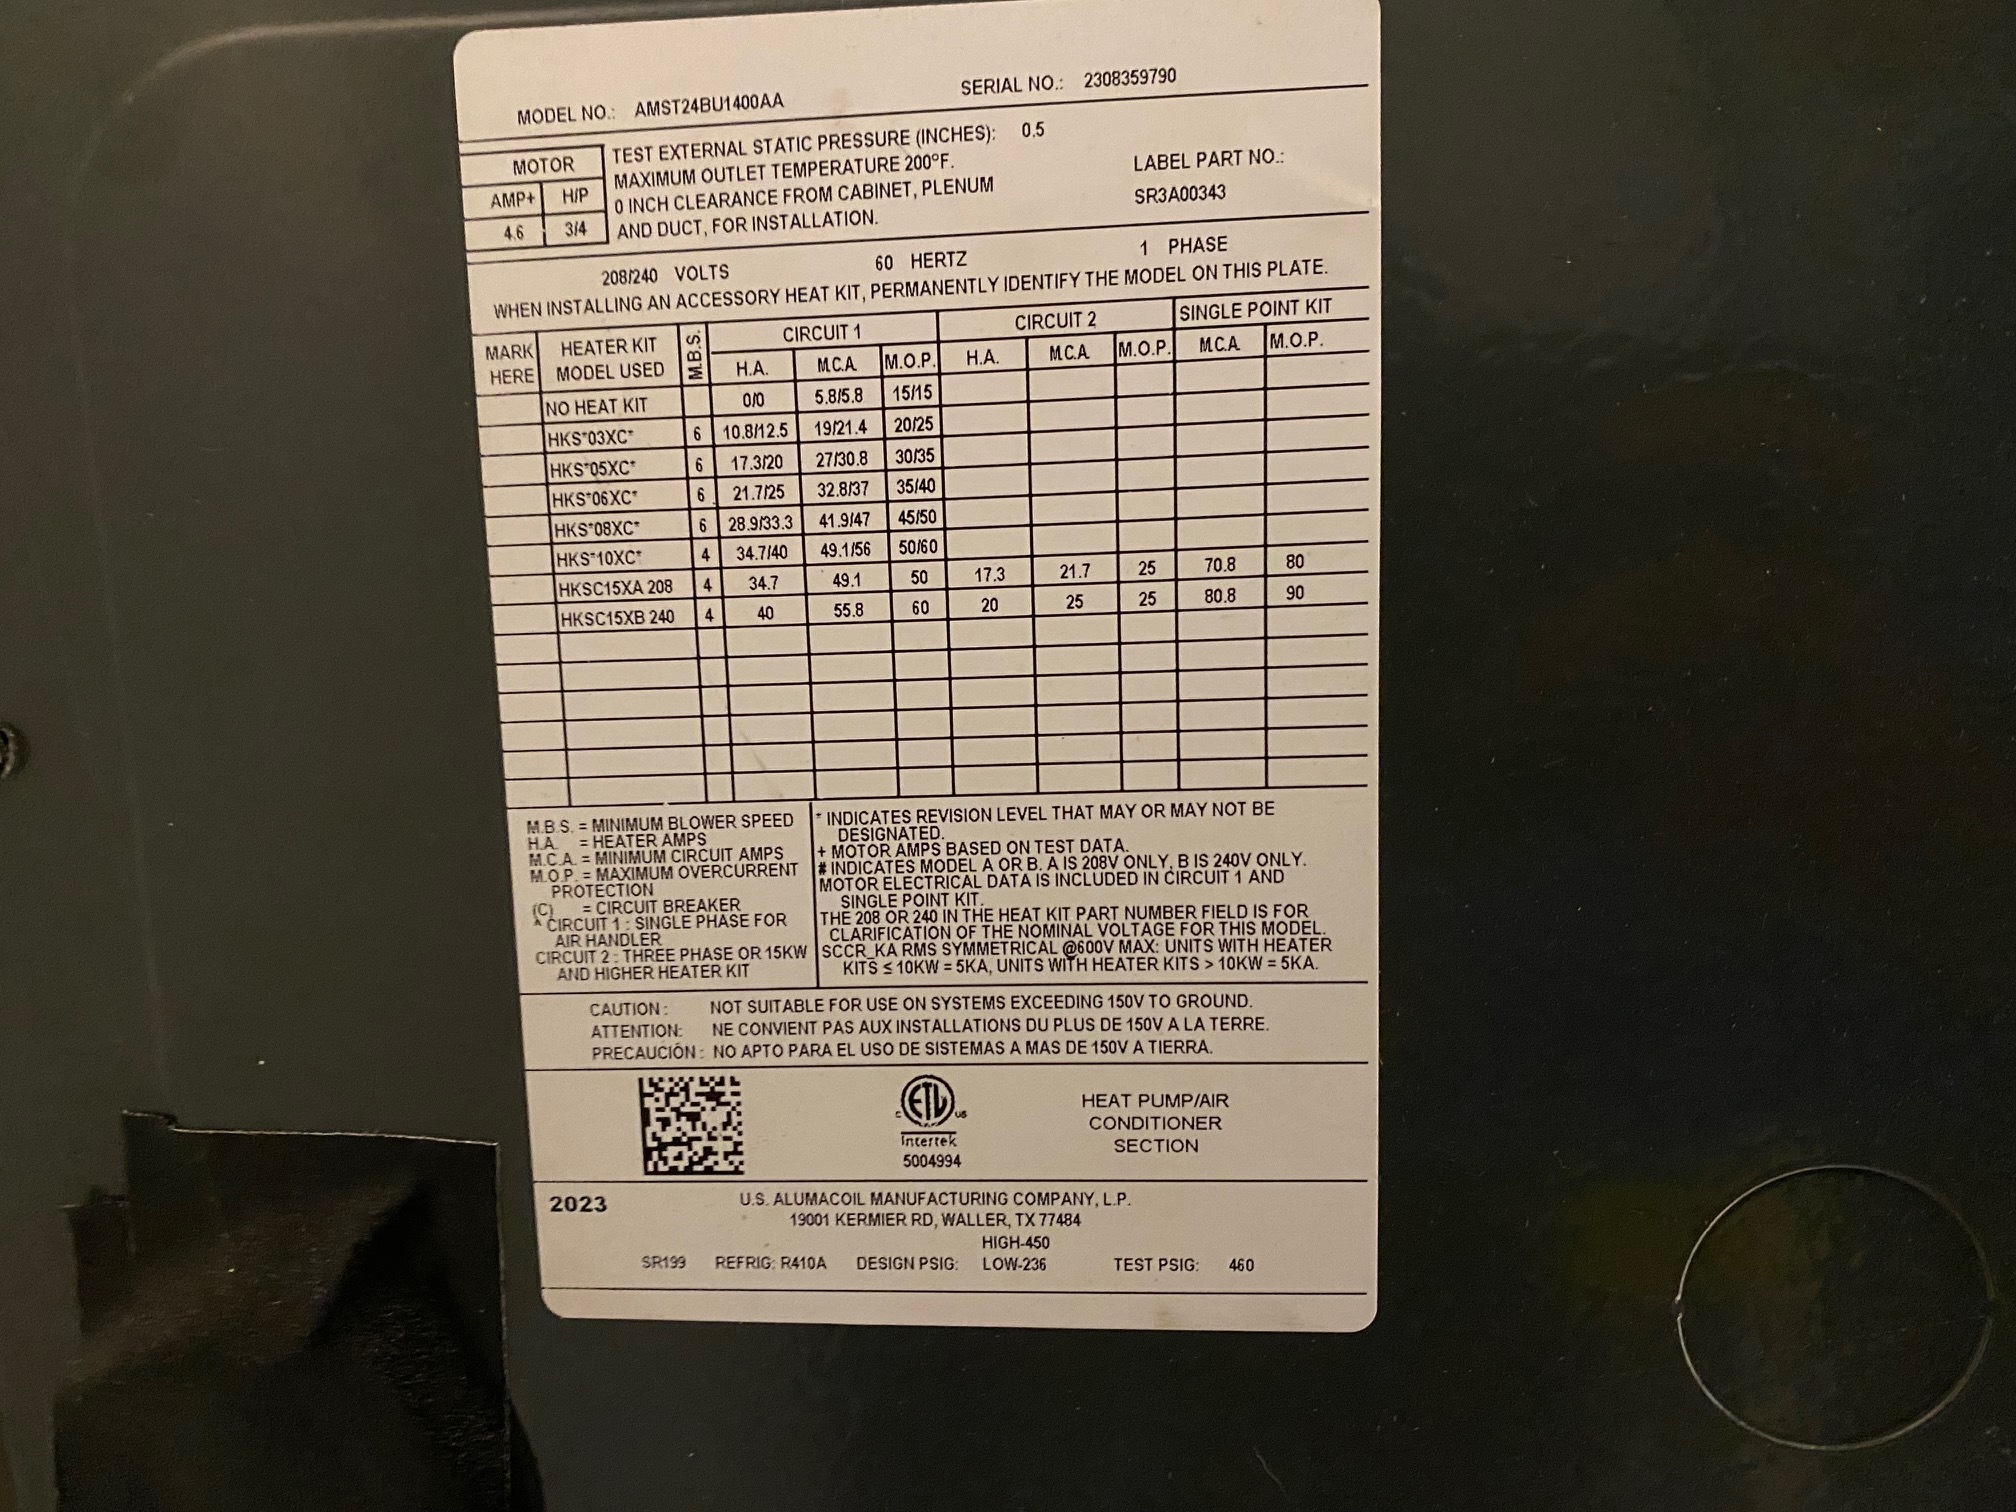 MODEL NO.: AMST24BU1400AA SERIAL NO.: 2308359790
MOTOR
AMP+ H/P
4.6 3/4
TEST EXTERNAL STATIC PRESSURE (INCHES): 0.5
MAXIMUM OUTLET TEMPERATURE 200°F.
0 INCH CLEARANCE FROM CABINET, PLENUM
AND DUCT, FOR INSTALLATION.
LABEL PART NO.:
SR3A00343
208/240 VOLTS 60 HERTZ 1 PHASE
WHEN INSTALLING AN ACCESSORY HEAT KIT, PERMANENTLY IDENTIFY THE MODEL ON THIS PLATE.
MARK HERE HEATER KIT MODEL USED M.B.S. CIRCUIT 1 CIRCUIT 2 SINGLE POINT KIT
H.A. M.C.A. M.O.P. H.A. M.C.A. M.O.P. M.C.A. M.O.P.
NO HEAT KIT 0/0 5.8/5.8 15/15
HKS*03XC* 6 10.8/12.5 19/21.4 20/25
HKS*05XC* 6 17.3/20 27/30.8 30/35
HKS*06XC* 6 21.7/25 32.8/37 35/40
HKS*08XC* 6 28.9/33.3 41.9/47 45/50
HKS*10XC* 4 34.7/40 49.1/56 50/60
HKSC15XA 208 4 34.7 49.1 50 17.3 21.7 25 70.8 80
HKSC15XB 240 4 40 55.8 60 20 25 25 80.8 90
M.B.S. = MINIMUM BLOWER SPEED
H.A. = HEATER AMPS
M.C.A. = MINIMUM CIRCUIT AMPS
M.O.P. = MAXIMUM OVERCURRENT
PROTECTION
(C) = CIRCUIT BREAKER
^ CIRCUIT 1 : SINGLE PHASE FOR
AIR HANDLER
CIRCUIT 2 : THREE PHASE OR 15KW
AND HIGHER HEATER KIT
* INDICATES REVISION LEVEL THAT MAY OR MAY NOT BE
DESIGNATED.
+ MOTOR AMPS BASED ON TEST DATA.
# INDICATES MODEL A OR B. A IS 208V ONLY, B IS 240V ONLY.
MOTOR ELECTRICAL DATA IS INCLUDED IN CIRCUIT 1 AND
SINGLE POINT KIT.
THE 208 OR 240 IN THE HEAT KIT PART NUMBER FIELD IS FOR
CLARIFICATION OF THE NOMINAL VOLTAGE FOR THIS MODEL.
SCCR_KA RMS SYMMETRICAL @600V MAX: UNITS WITH HEATER
KITS ≤ 10KW = 5KA, UNITS WITH HEATER KITS > 10KW = 5KA.
CAUTION : NOT SUITABLE FOR USE ON SYSTEMS EXCEEDING 150V TO GROUND.
ATTENTION: NE CONVIENT PAS AUX INSTALLATIONS DU PLUS DE 150V A LA TERRE.
PRECAUCIÓN : NO APTO PARA EL USO DE SISTEMAS A MAS DE 150V A TIERRA.
C ETL US
Intertek
5004994
HEAT PUMP/AIR
CONDITIONER
SECTION
2023
U.S. ALUMACOIL MANUFACTURING COMPANY, L.P.
19001 KERMIER RD, WALLER, TX 77484
HIGH-450
SR199 REFRIG: R410A DESIGN PSIG: LOW-236 TEST PSIG: 460